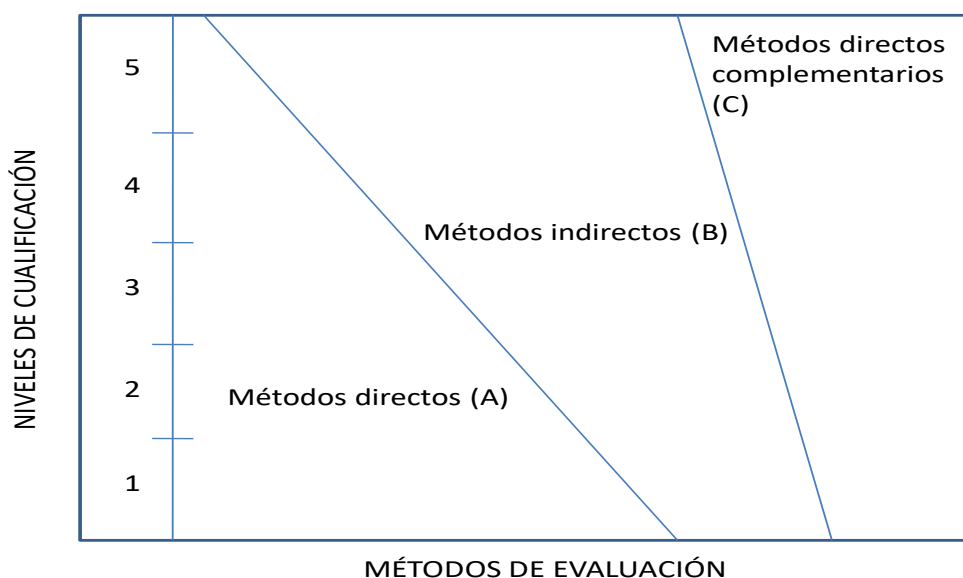 Métodos directos
complementarios
(C)
5
4
Métodos indirectos (B)
3
2
Métodos directos (A)
1
NIVELES DE CUALIFICACIÓN
MÉTODOS DE EVALUACIÓN